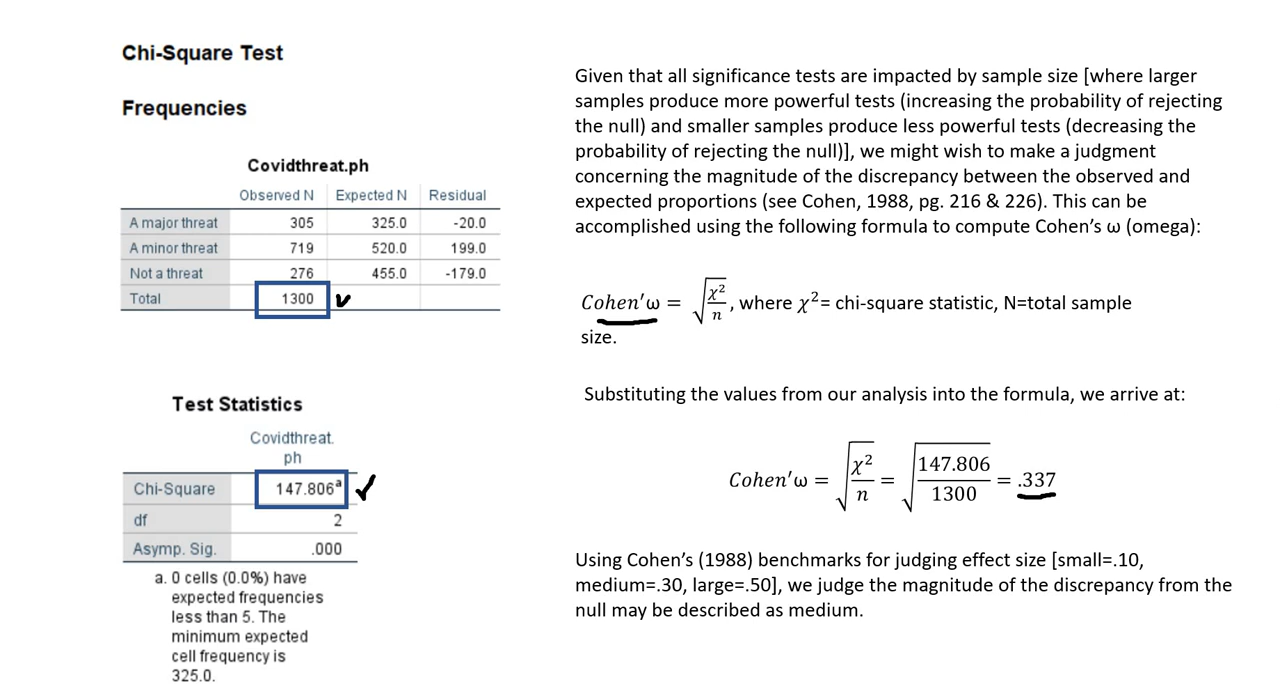 Chi-Square Test
Frequencies
Covidthreat.ph
Observed N Expected N Residual
A major threat 305 325.0 -20.0
A minor threat 719 520.0 199.0
Not a threat 276 455.0 -179.0
Total 1300
Test Statistics
Covidthreat.
ph
Chi-Square 147.806ᵃ
df 2
Asymp. Sig. .000
a. 0 cells (0.0%) have
expected frequencies
less than 5. The
minimum expected
cell frequency is
325.0.
Given that all significance tests are impacted by sample size [where larger
samples produce more powerful tests (increasing the probability of rejecting
the null) and smaller samples produce less powerful tests (decreasing the
probability of rejecting the null)], we might wish to make a judgment
concerning the magnitude of the discrepancy between the observed and
expected proportions (see Cohen, 1988, pg. 216 & 226). This can be
accomplished using the following formula to compute Cohen's ω (omega):
Cohen'ω = √(χ²/n), where χ²= chi-square statistic, N=total sample
size.
Substituting the values from our analysis into the formula, we arrive at:
Cohen'ω = √(χ²/n) = √(147.806/1300) = .337
Using Cohen's (1988) benchmarks for judging effect size [small=.10,
medium=.30, large=.50], we judge the magnitude of the discrepancy from the
null may be described as medium.